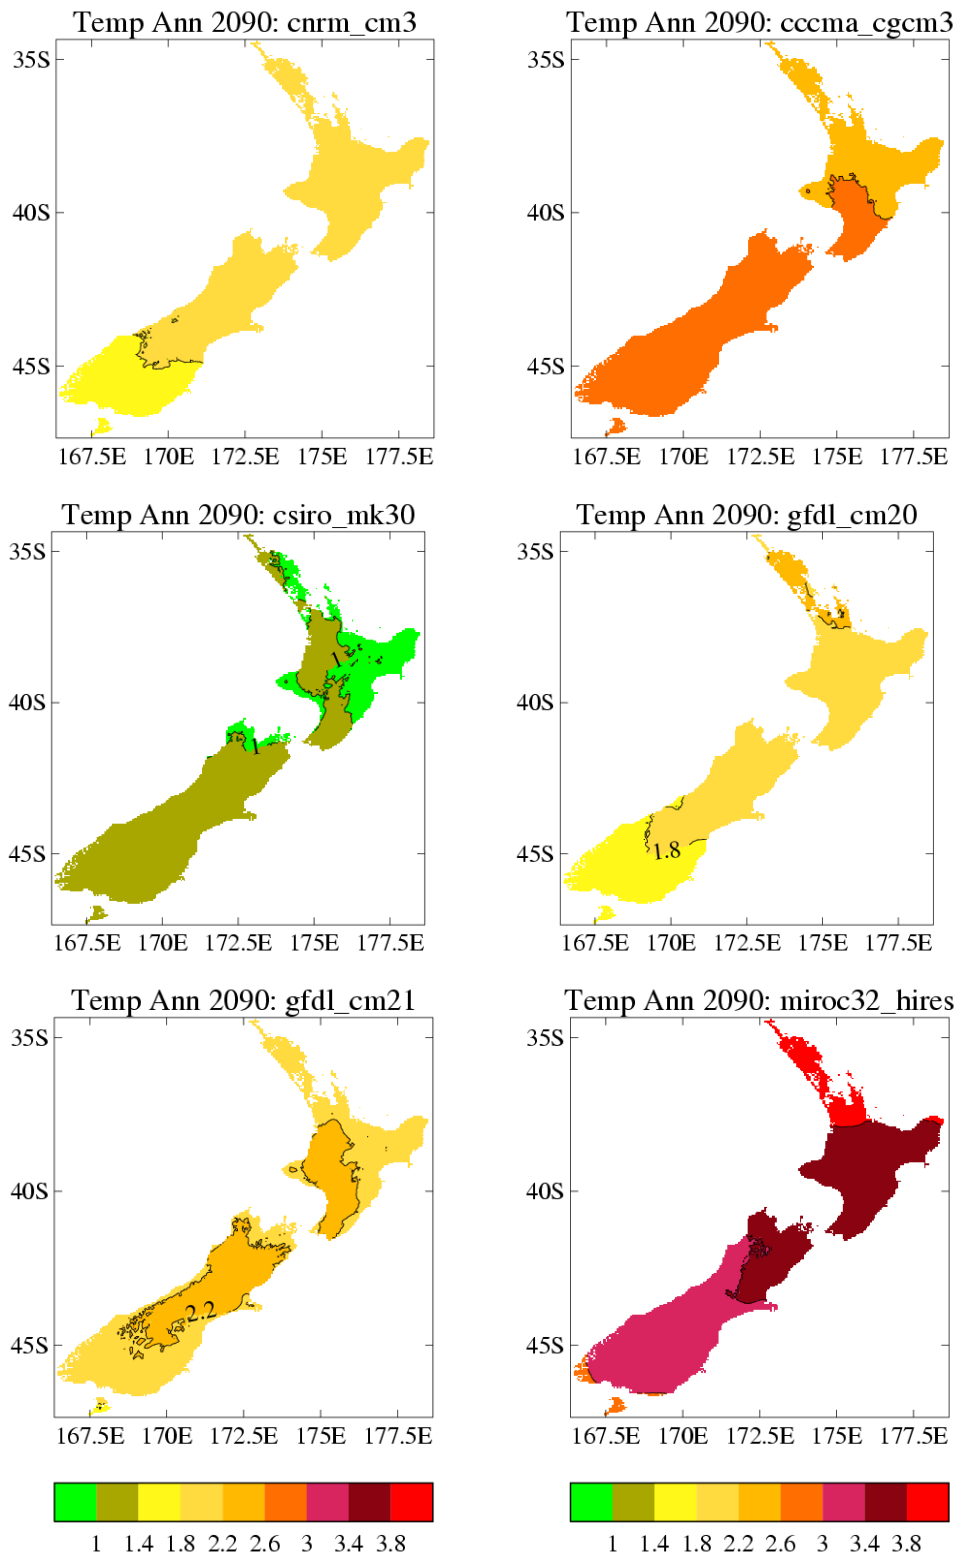 Temp Ann 2090: cnrm_cm3
Temp Ann 2090: cccma_cgcm3
35S
40S
45S
167.5E 170E 172.5E 175E 177.5E
35S
40S
45S
167.5E 170E 172.5E 175E 177.5E
Temp Ann 2090: csiro_mk30
Temp Ann 2090: gfdl_cm20
35S
40S
45S
1
1
167.5E 170E 172.5E 175E 177.5E
35S
40S
45S
1.8
167.5E 170E 172.5E 175E 177.5E
Temp Ann 2090: gfdl_cm21
Temp Ann 2090: miroc32_hires
35S
40S
45S
2.2
167.5E 170E 172.5E 175E 177.5E
35S
40S
45S
167.5E 170E 172.5E 175E 177.5E
1 1.4 1.8 2.2 2.6 3 3.4 3.8
1 1.4 1.8 2.2 2.6 3 3.4 3.8